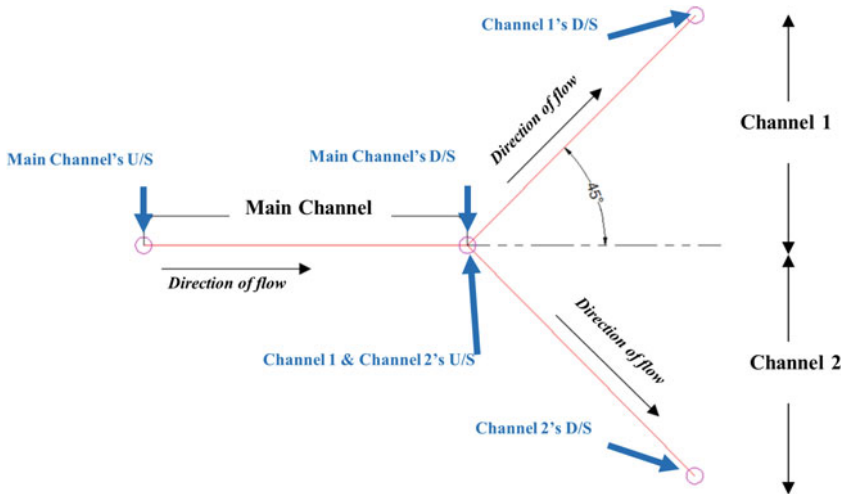 Channel 1's D/S
Direction of flow
Channel 1
Main Channel's U/S
Main Channel's D/S
45°
Main Channel
Direction of flow
Direction of flow
Channel 1 & Channel 2's U/S
Channel 2
Channel 2's D/S